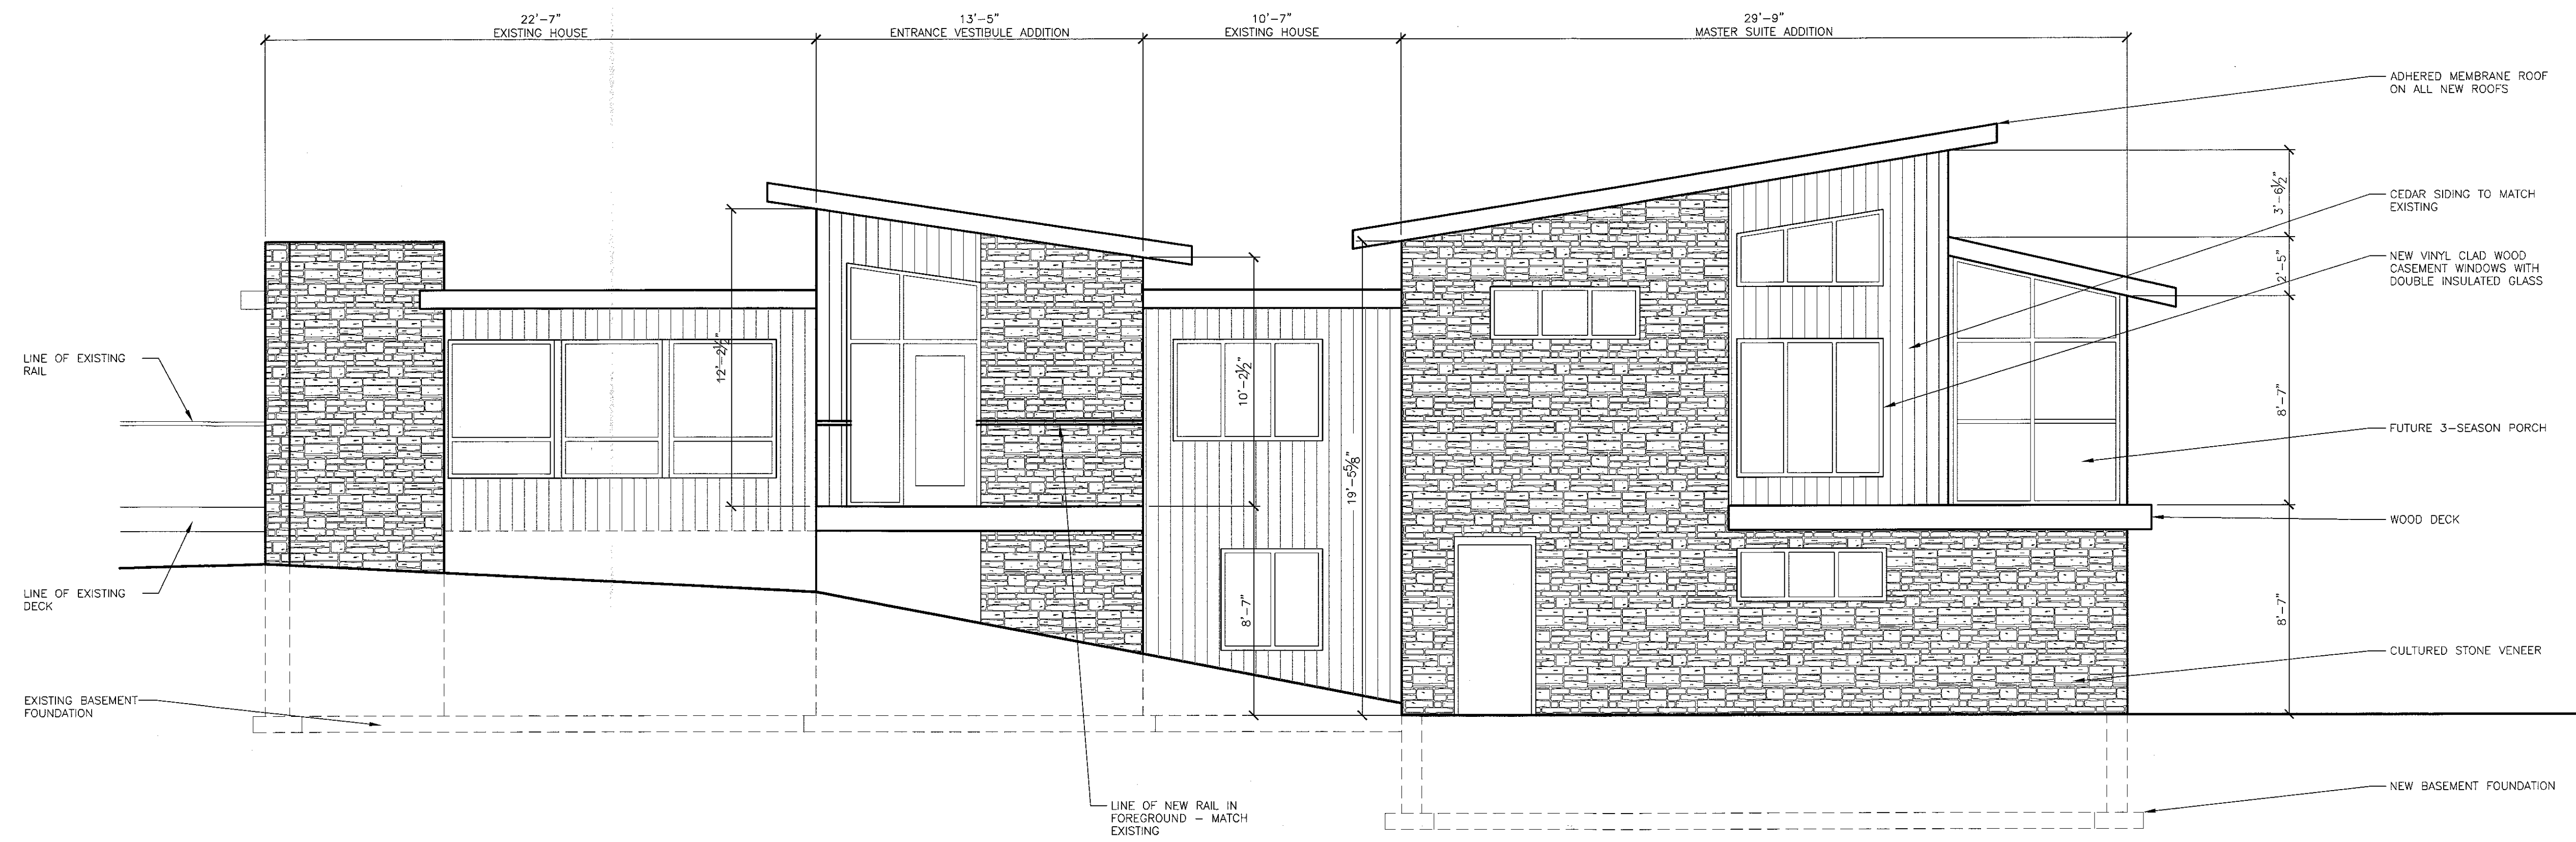 22'-7"
EXISTING HOUSE
13'-5"
ENTRANCE VESTIBULE ADDITION
10'-7"
EXISTING HOUSE
29'-9"
MASTER SUITE ADDITION
ADHERED MEMBRANE ROOF
ON ALL NEW ROOFS
3'-6½"
CEDAR SIDING TO MATCH
EXISTING
2'-5"
NEW VINYL CLAD WOOD
CASEMENT WINDOWS WITH
DOUBLE INSULATED GLASS
LINE OF EXISTING
RAIL
12'-2½"
10'-2½"
19'-5⅝"
8'-7"
FUTURE 3-SEASON PORCH
WOOD DECK
LINE OF EXISTING
DECK
8'-7"
8'-7"
CULTURED STONE VENEER
EXISTING BASEMENT
FOUNDATION
NEW BASEMENT FOUNDATION
LINE OF NEW RAIL IN
FOREGROUND - MATCH
EXISTING